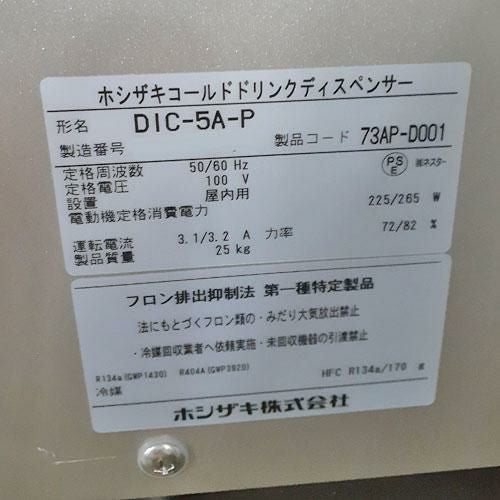 ホシザキコールドドリンクディスペンサー
形名 DIC-5A-P 製品コード 73AP-D001
製造番号
定格周波数 50/60 Hz
定格電圧 100 V
設置 屋内用
電動機定格消費電力 225/265 W
運転電流 3.1/3.2 A 力率 72/82 %
製品質量 25 kg
PSE ㈱ネスター
フロン排出抑制法 第一種特定製品
法にもとづくフロン類の・みだり大気放出禁止
・冷媒回収業者へ依頼実施・未回収機器の引渡禁止
R134a(GWP1430) R404A(GWP3920)
冷媒 HFC R134a/170 g
ホシザキ株式会社